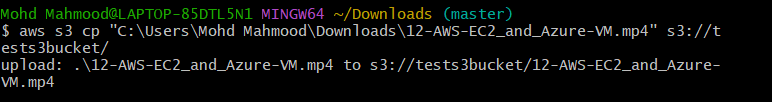 Mohd Mahmood@LAPTOP-85DTL5N1 MINGW64 ~/Downloads (master)
$ aws s3 cp "C:\Users\Mohd Mahmood\Downloads\12-AWS-EC2_and_Azure-VM.mp4" s3://t
ests3bucket/
upload: .\12-AWS-EC2_and_Azure-VM.mp4 to s3://tests3bucket/12-AWS-EC2_and_Azure-
VM.mp4